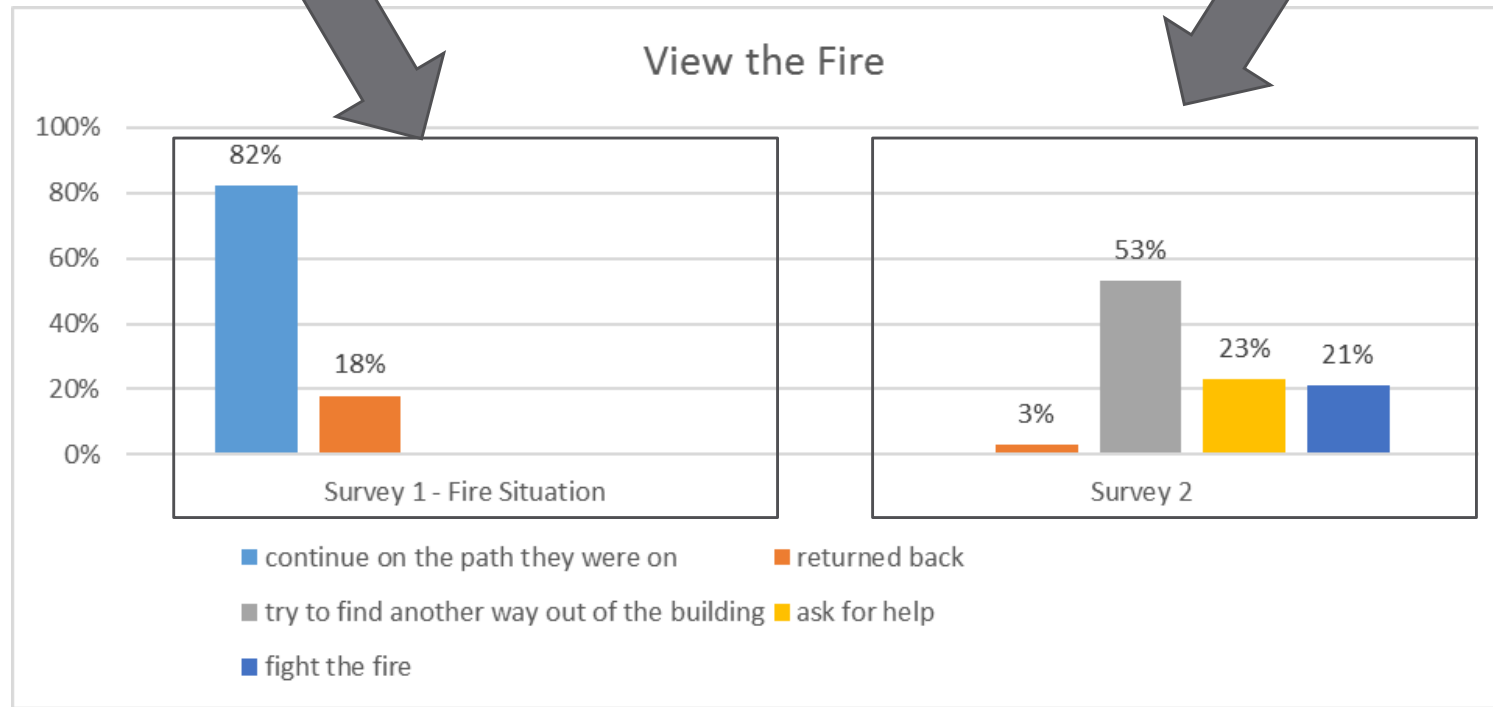 View the Fire
100%
82%
80%
60%
53%
40%
18%
23%
21%
20%
3%
0%
Survey 1 - Fire Situation
Survey 2
continue on the path they were on
returned back
try to find another way out of the building
ask for help
fight the fire